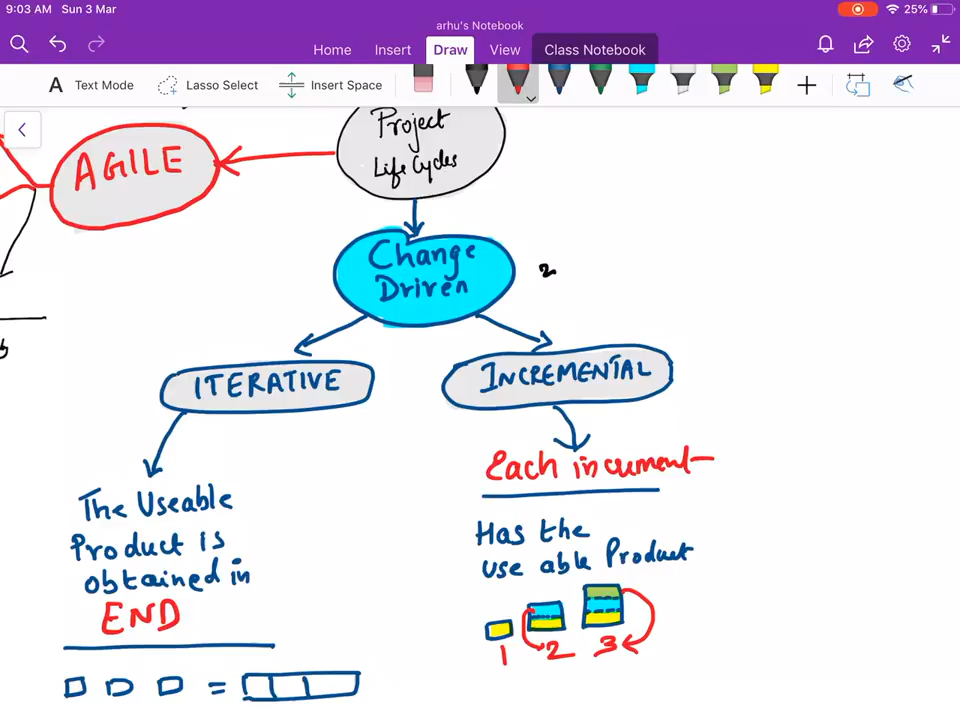 9:03 AM Sun 3 Mar
25%
arhu's Notebook
Home Insert Draw View Class Notebook
A Text Mode Lasso Select Insert Space
Project
Life Cycles
AGILE
Change
Driven
2
ITERATIVE
INCREMENTAL
Each increment
The Useable
Product is
obtained in
END
Has the
use able Product
1 2 3
=